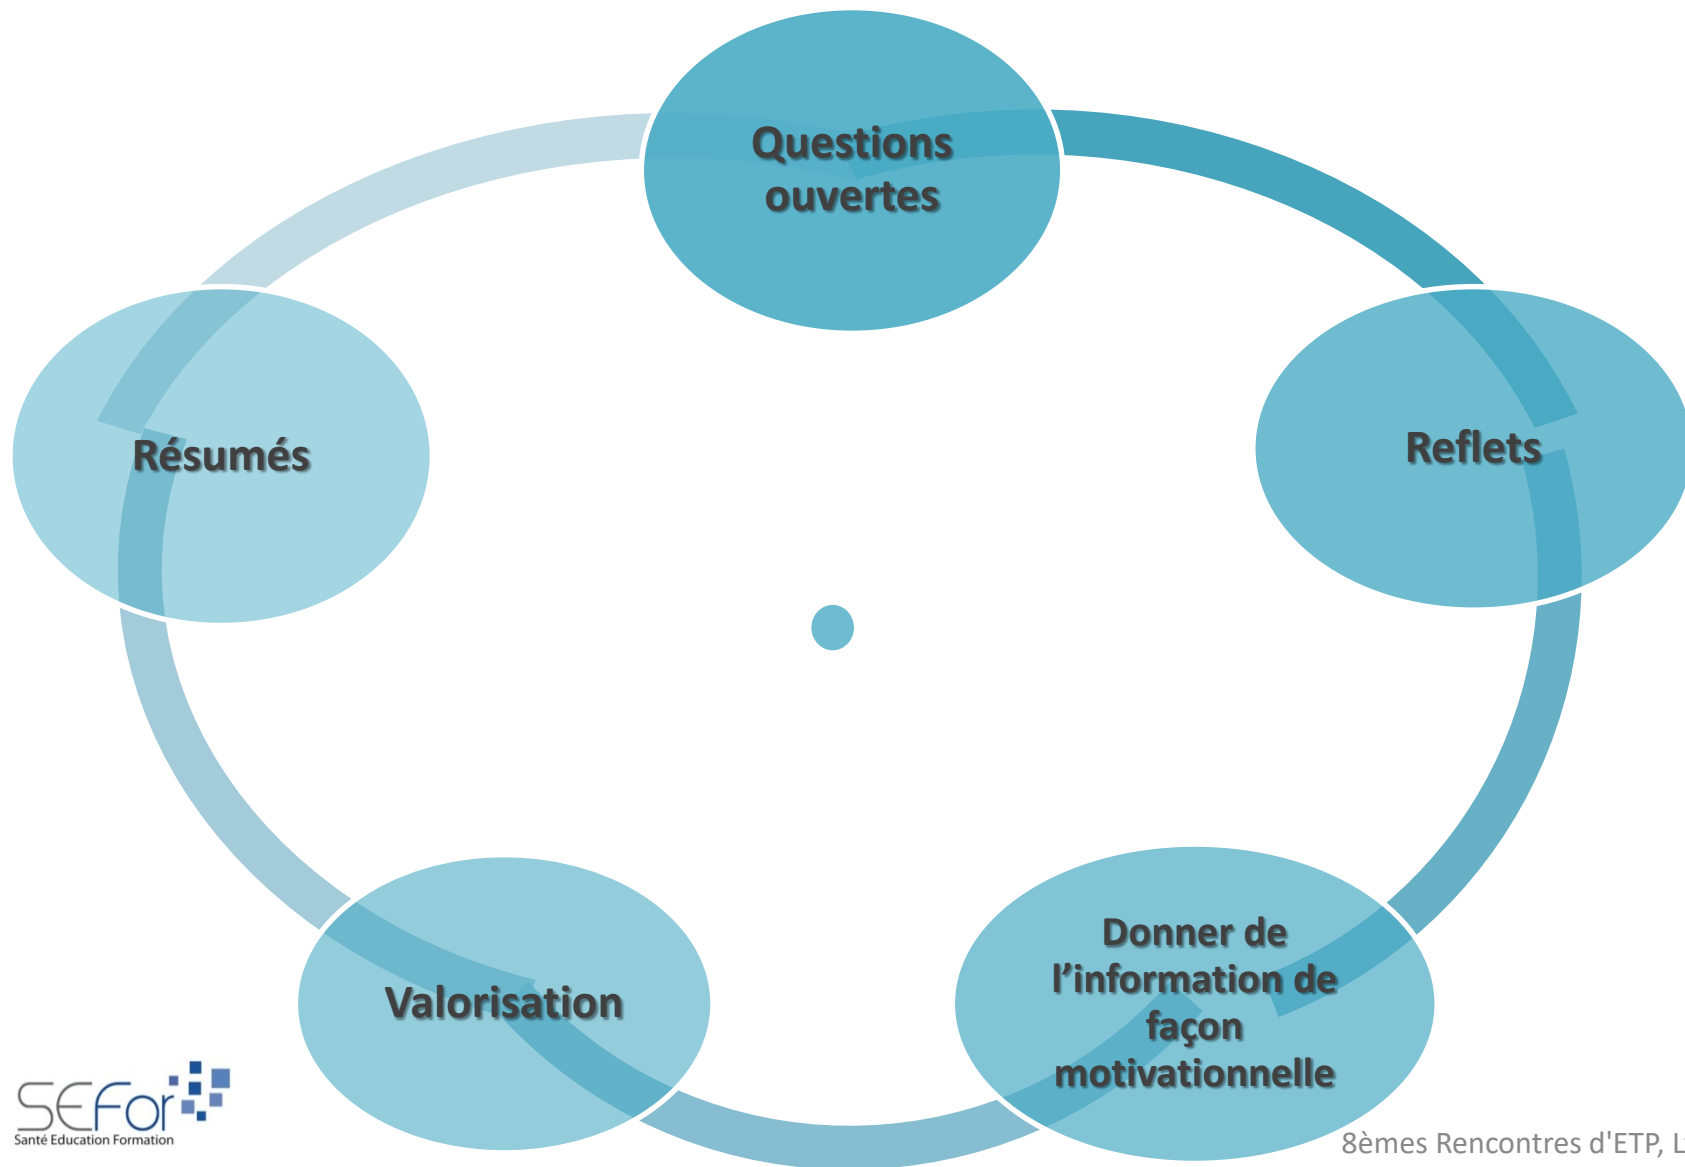 Questions
ouvertes
Résumés
Reflets
Donner de
l’information de
façon
motivationnelle
Valorisation
SEFor
Santé Education Formation
8èmes Rencontres d'ETP,